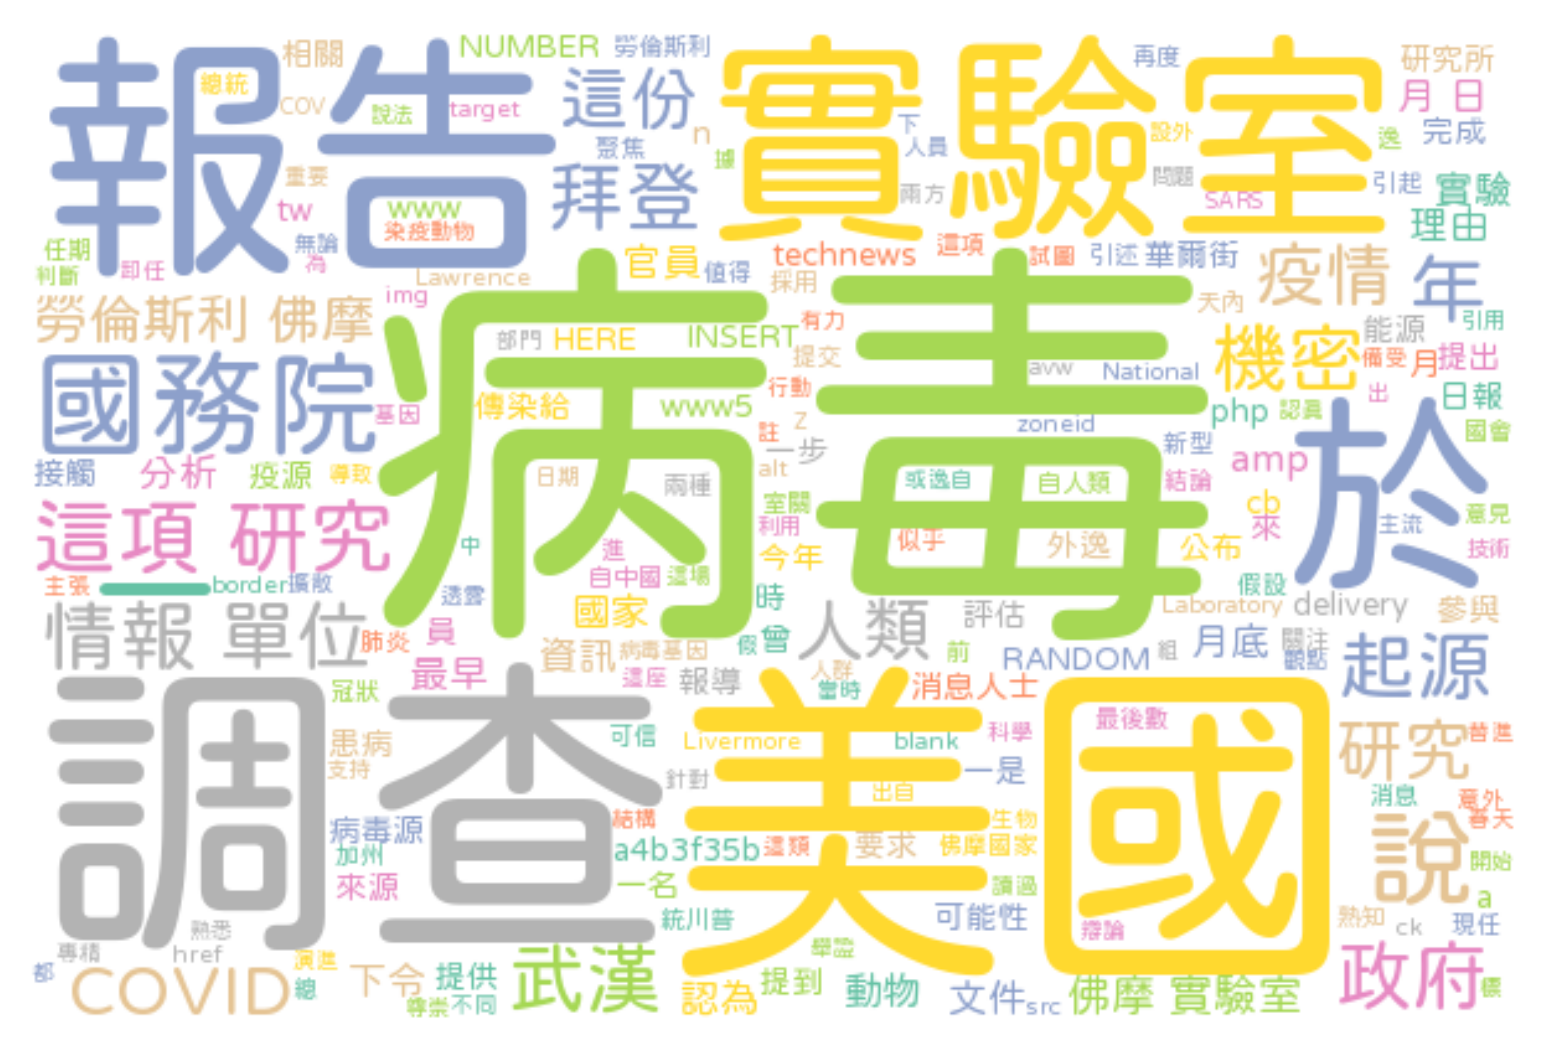 報告
實驗室
病毒
調查
美國
相關
NUMBER
勞倫斯利
再度
研究所
總統
COV
說法
target
這份
n
下
設外
逸
月 日
完成
聚焦
據
人員
重要
拜登
兩方
問題
SARS
引起
實驗
tw
www
染疫動物
理由
任期
無論
為
判斷
卸任
Lawrence
官員
值得
technews
這項
試圖
引述
華爾街
疫情
年
img
採用
天內
勞倫斯利 佛摩
部門
HERE
INSERT
有力
機密
能源
引用
提交
avw
National
備受
月
提出
國務院
行動
出
基因
傳染給
www5
Z
php
認真
日報
zoneid
註
一步
新型
國會
接觸
分析
疫源
導致
日期
兩種
alt
或逸自
自人類
結論
amp
於
cb
室關
意見
這項 研究
利用
來
主流
中
進
今年
似乎
外逸
公布
技術
主張
border
擴散
自中國
這場
假設
透露
國家
時
Laboratory
delivery
參與
情報 單位
肺炎
員
人類
評估
資訊
病毒基因
假
曾
前
RANDOM
組
月底
關注
觀點
起源
最早
這座
報導
人群
當時
消息人士
冠狀
可信
Livermore
blank
科學
最後數
研究
替進
患病
支持
針對
一是
出自
消息
意外
春天
病毒源
結構
生物
加州
a4b3f35b
這類
要求
佛摩國家
說
開始
來源
一名
讀過
a
熟悉
統川普
可能性
辯論
熟知
ck
現任
專積
href
演進
舉證
都
COVID
總
下令
提供
尊崇
不同
武漢
認為
提到
動物
文件
src
佛摩 實驗室
政府
標